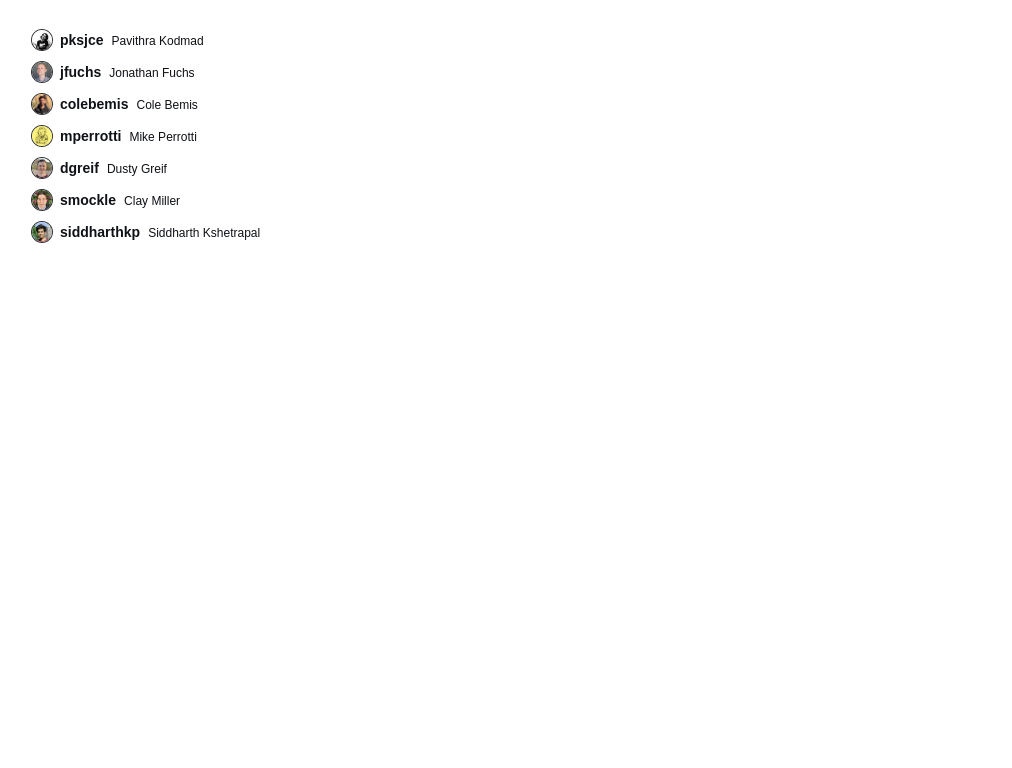 pksjce Pavithra Kodmad
jfuchs Jonathan Fuchs
colebemis Cole Bemis
mperrotti Mike Perrotti
dgreif Dusty Greif
smockle Clay Miller
siddharthkp Siddharth Kshetrapal